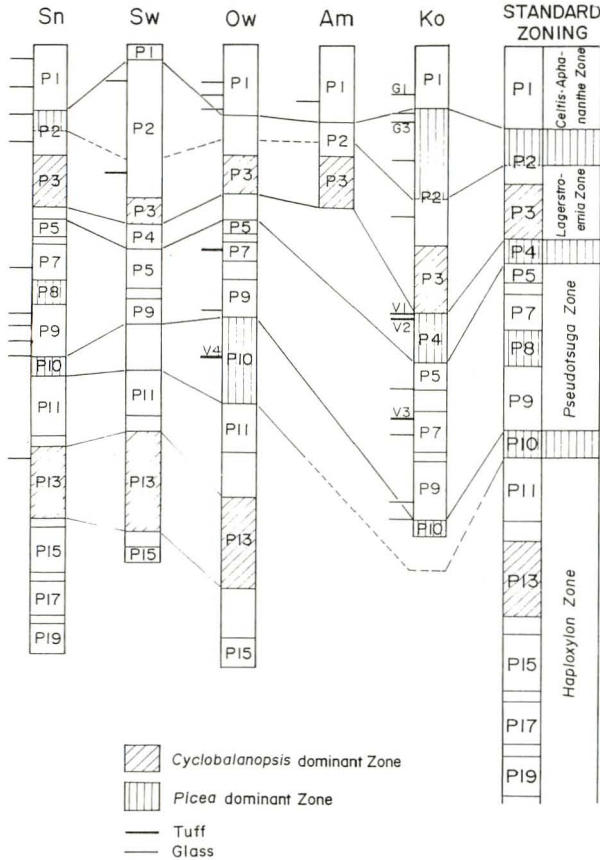 Sn Sw Ow Am Ko STANDARD ZONING
P1 P2 P3 P5 P7 P8 P9 P10 P11 P13 P15 P17 P19
P1 P2 P3 P4 P5 P9 P11 P13 P15
P1 P3 P5 P7 P9 V4 P10 P11 P13 P15
P1 P2 P3
P1 G1 G3 P2 P3 V1 V2 P4 P5 V3 P7 P9 P10
P1 P2 P3 P4 P5 P7 P8 P9 P10 P11 P13 P15 P17 P19
Celtis-Apha-
nanthe Zone
Lagerstro-
emia Zone
Pseudotsuga Zone
Haploxylon Zone
Cyclobalanopsis dominant Zone
Picea dominant Zone
Tuff
Glass